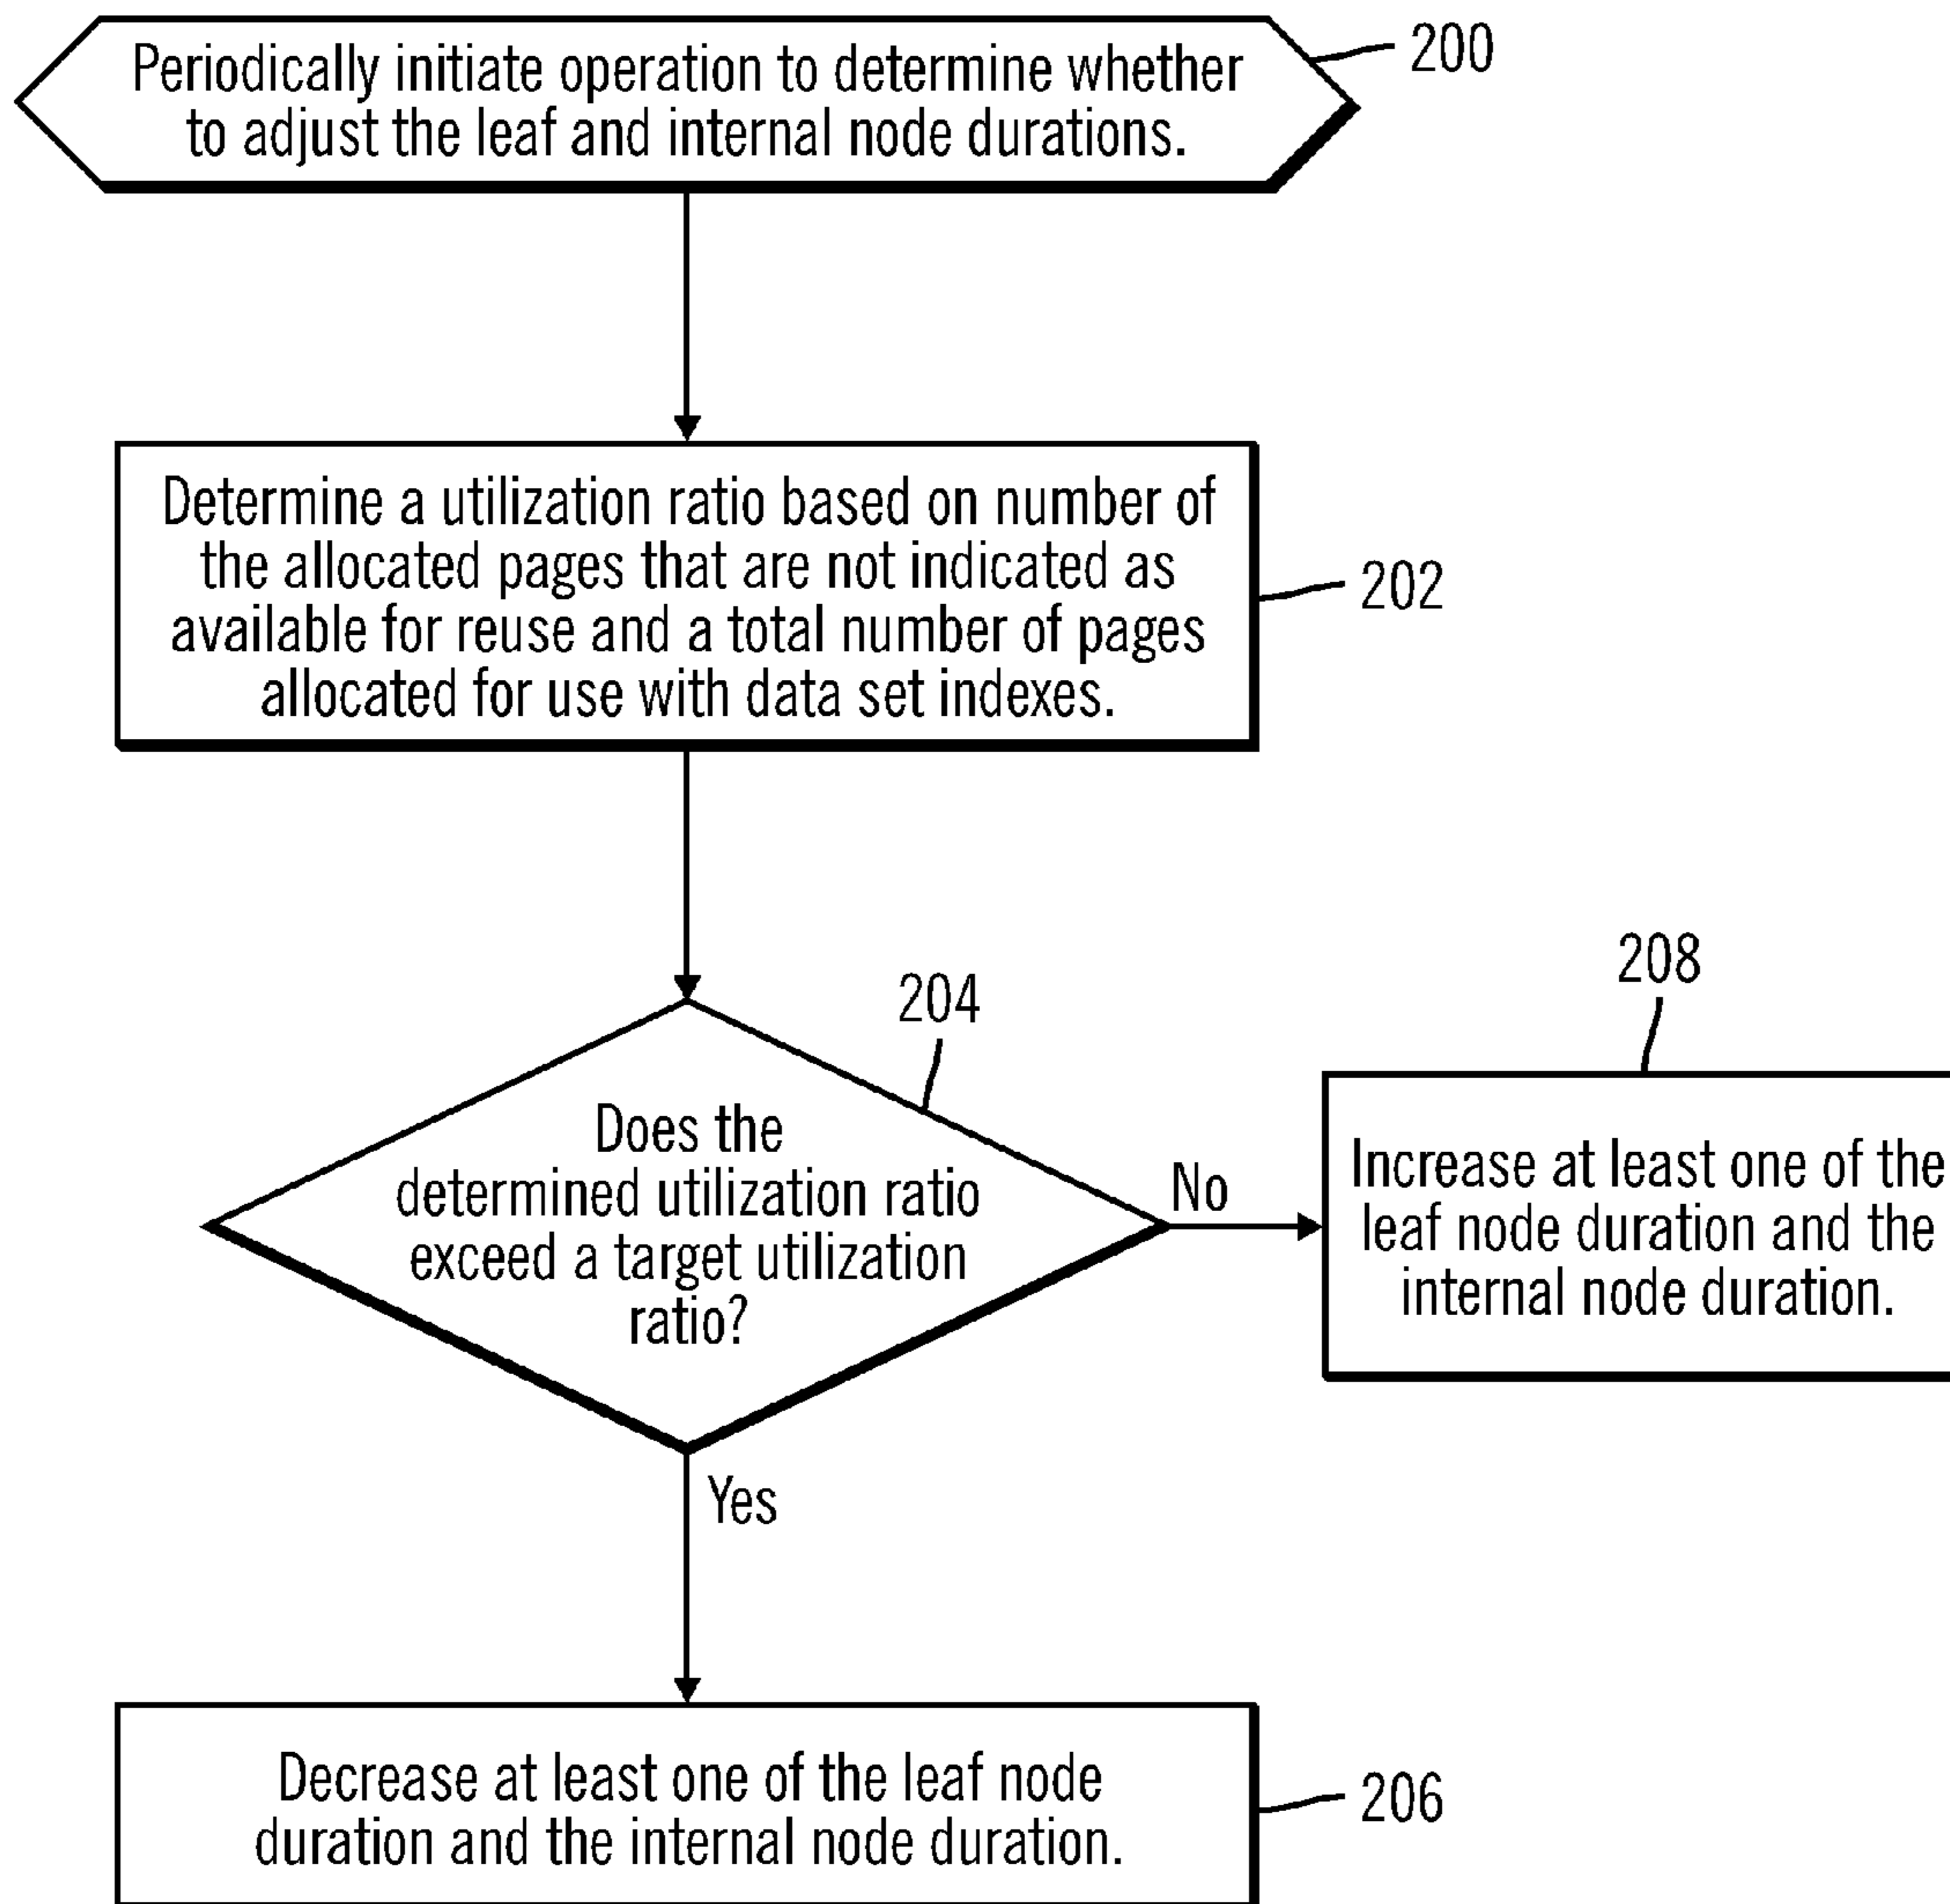 Periodically initiate operation to determine whether
to adjust the leaf and internal node durations.
200
Determine a utilization ratio based on number of
the allocated pages that are not indicated as
available for reuse and a total number of pages
allocated for use with data set indexes.
202
204
Does the
determined utilization ratio
exceed a target utilization
ratio?
No
208
Increase at least one of the
leaf node duration and the
internal node duration.
Yes
Decrease at least one of the leaf node
duration and the internal node duration.
206